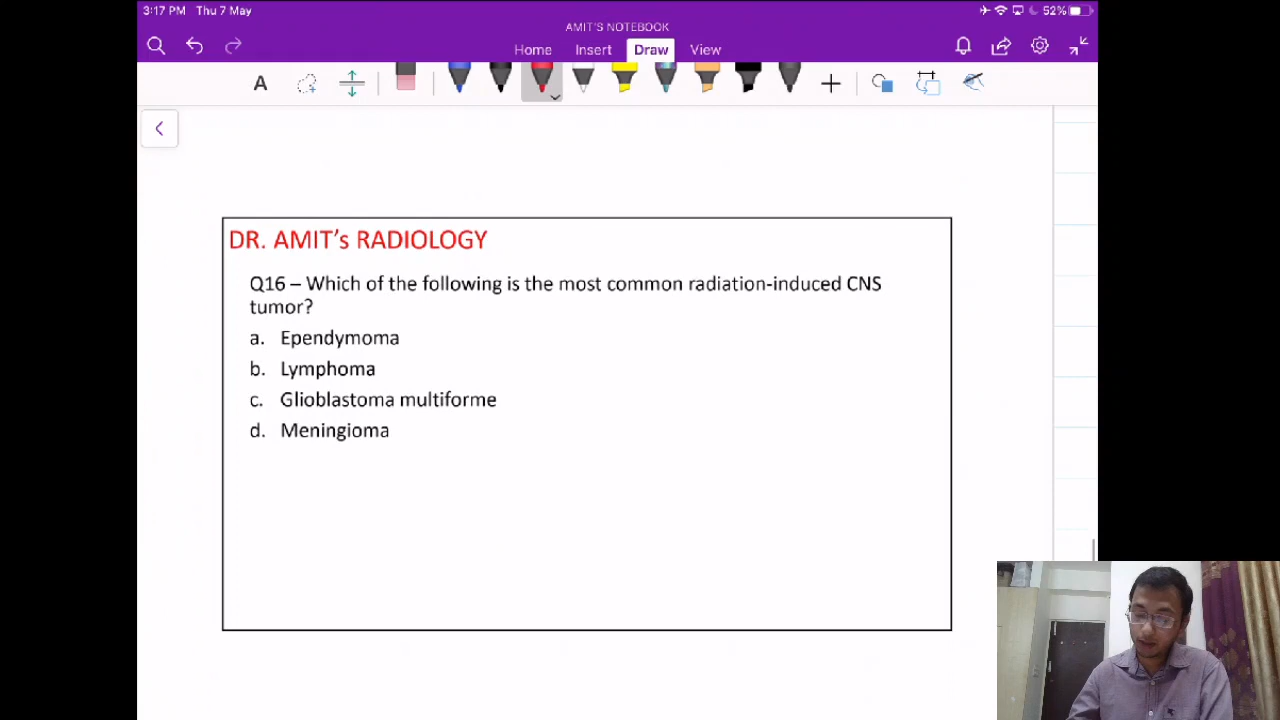 3:17 PM Thu 7 May
52%
AMIT'S NOTEBOOK
Home Insert Draw View
A
DR. AMIT's RADIOLOGY
Q16 – Which of the following is the most common radiation-induced CNS
tumor?
a. Ependymoma
b. Lymphoma
c. Glioblastoma multiforme
d. Meningioma